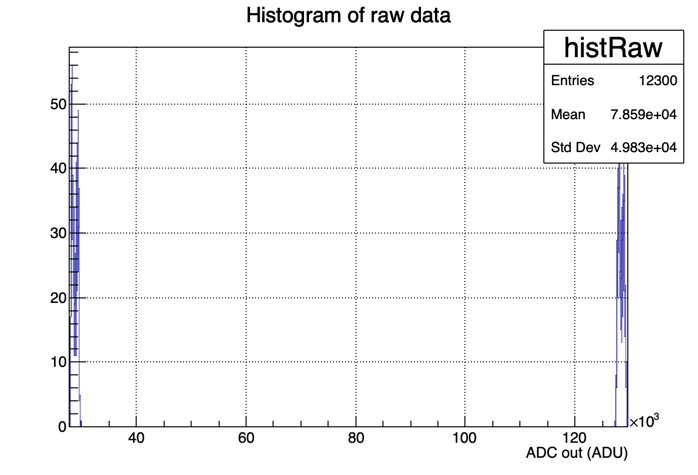 Histogram of raw data
histRaw
Entries 12300
Mean 7.859e+04
Std Dev 4.983e+04
50
40
30
20
10
0
40 60 80 100 120 ×10³
ADC out (ADU)